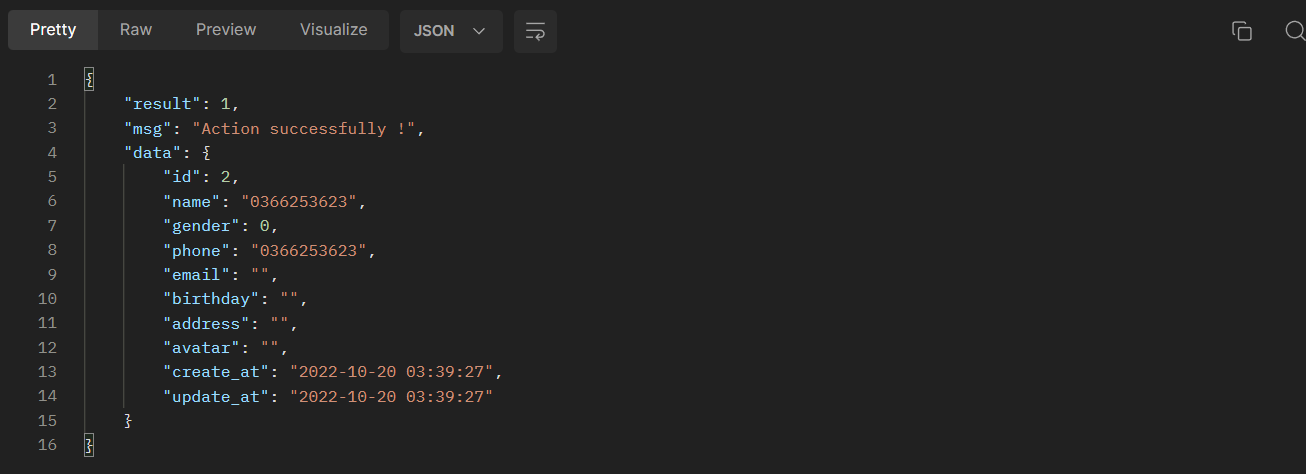 Pretty Raw Preview Visualize JSON
1 {
2 "result": 1,
3 "msg": "Action successfully !",
4 "data": {
5 "id": 2,
6 "name": "0366253623",
7 "gender": 0,
8 "phone": "0366253623",
9 "email": "",
10 "birthday": "",
11 "address": "",
12 "avatar": "",
13 "create_at": "2022-10-20 03:39:27",
14 "update_at": "2022-10-20 03:39:27"
15 }
16 }